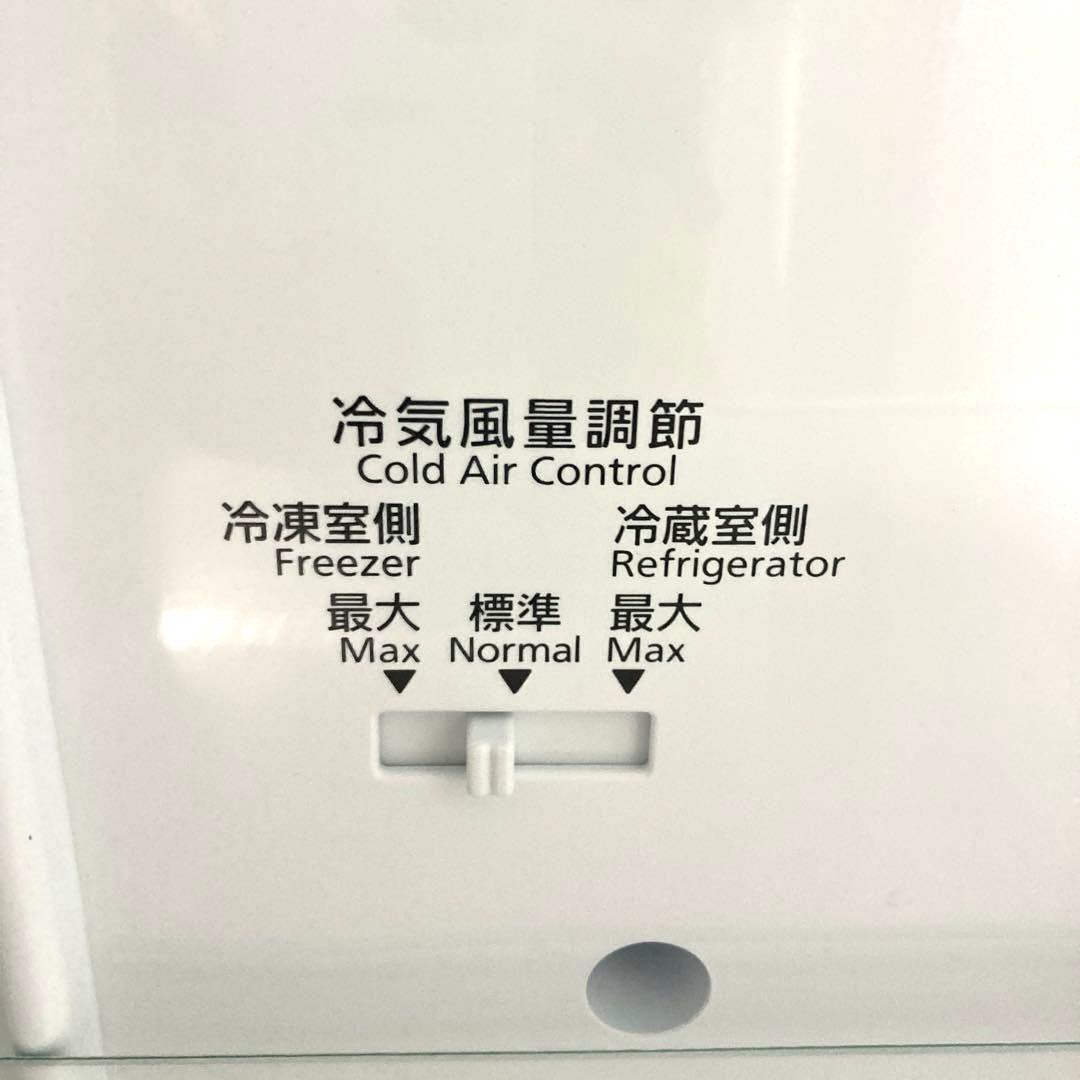 冷気風量調節
Cold Air Control
冷凍室側 冷蔵室側
Freezer Refrigerator
最大 標準 最大
Max Normal Max